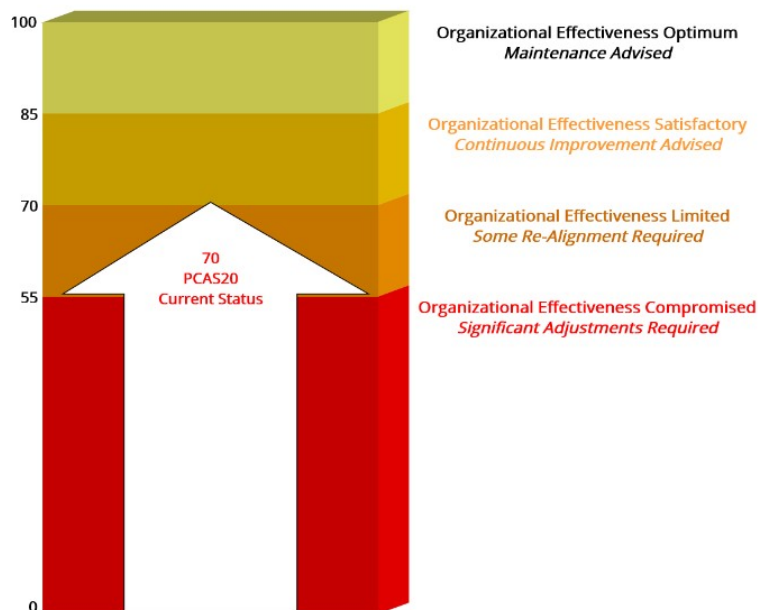 100
Organizational Effectiveness Optimum
Maintenance Advised
85
Organizational Effectiveness Satisfactory
Continuous Improvement Advised
70
Organizational Effectiveness Limited
Some Re-Alignment Required
70
PCAS20
Current Status
55
Organizational Effectiveness Compromised
Significant Adjustments Required
0